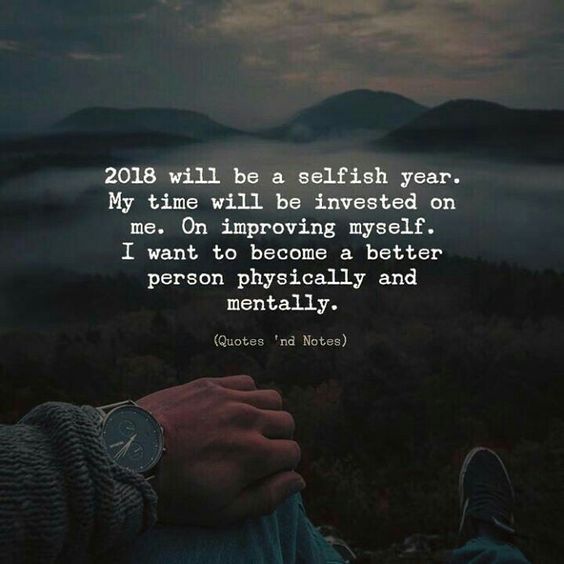 2018 will be a selfish year.
My time will be invested on
me. On improving myself.
I want to become a better
person physically and
mentally.
(Quotes 'nd Notes)